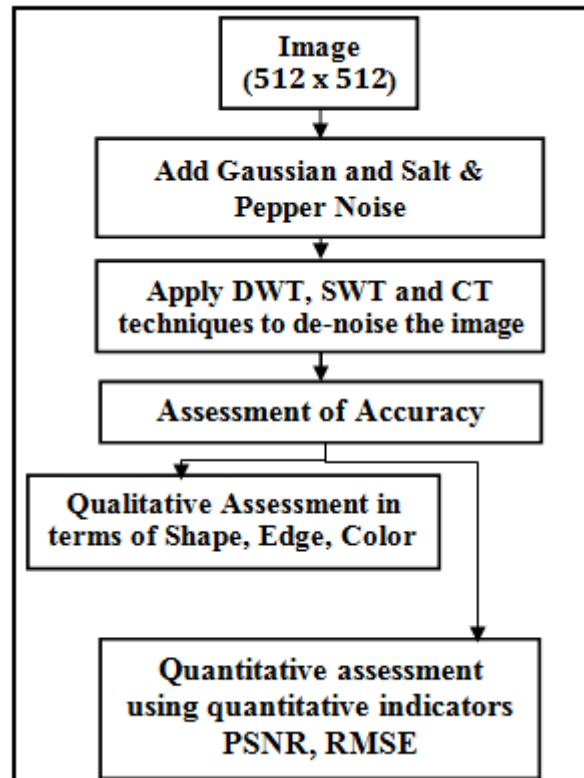 Image
(512 x 512)
Add Gaussian and Salt &
Pepper Noise
Apply DWT, SWT and CT
techniques to de-noise the image
Assessment of Accuracy
Qualitative Assessment in
terms of Shape, Edge, Color
Quantitative assessment
using quantitative indicators
PSNR, RMSE